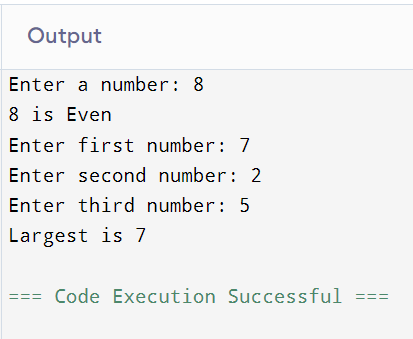 Output
Enter a number: 8
8 is Even
Enter first number: 7
Enter second number: 2
Enter third number: 5
Largest is 7
=== Code Execution Successful ===